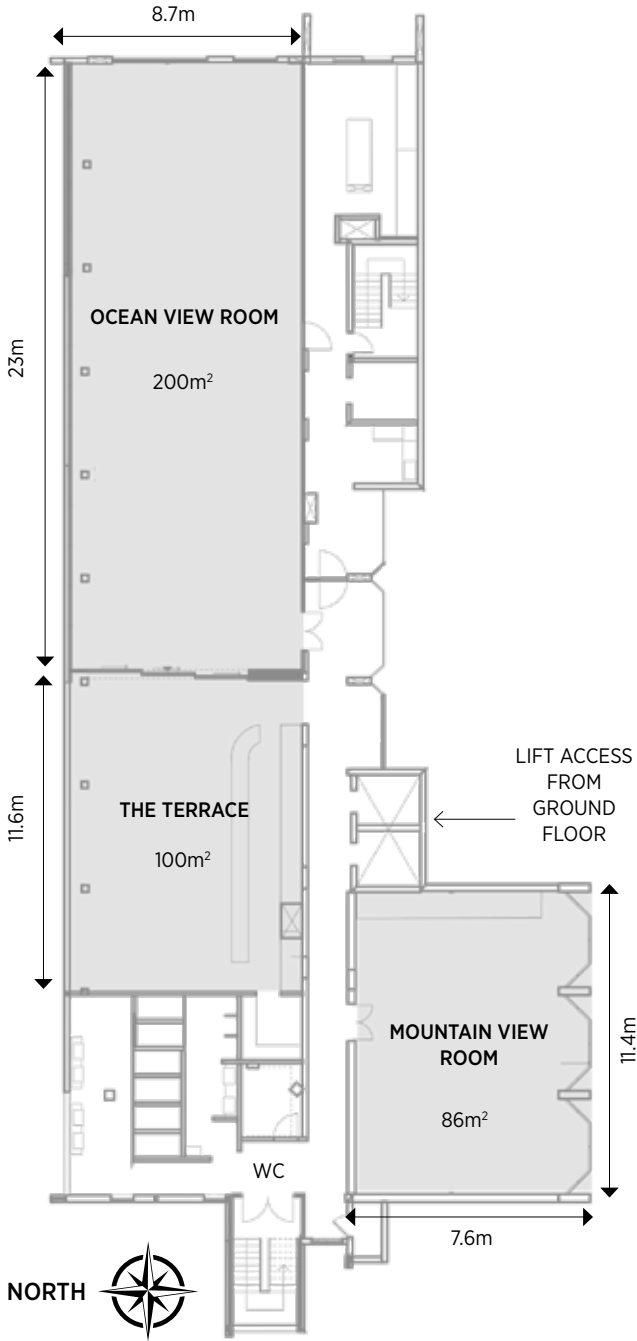 8.7m
23m
OCEAN VIEW ROOM
200m²
11.6m
THE TERRACE
100m²
LIFT ACCESS
FROM
GROUND
FLOOR
MOUNTAIN VIEW
ROOM
86m²
11.4m
7.6m
WC
NORTH